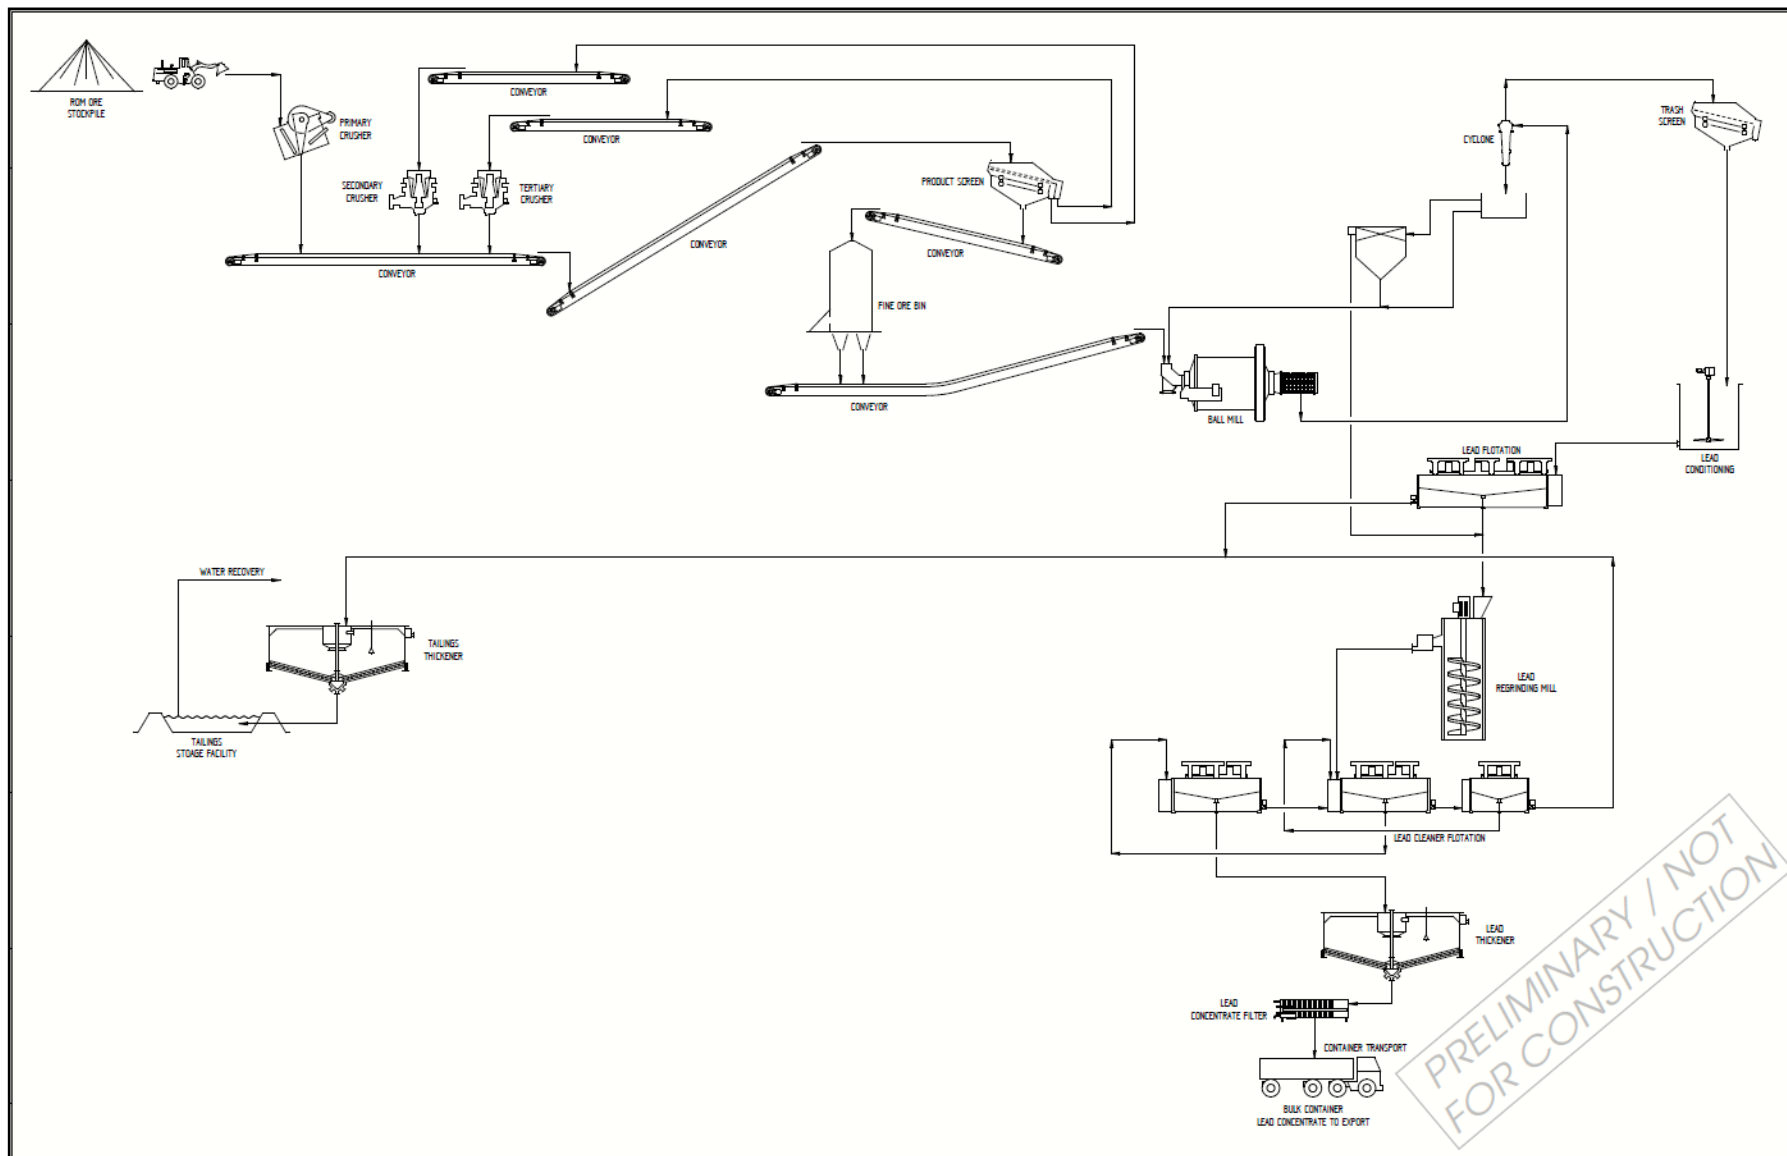 ROM ORE
STOCKPILE
PRIMARY
CRUSHER
CONVEYOR
CONVEYOR
SECONDARY
CRUSHER
TERTIARY
CRUSHER
CONVEYOR
CONVEYOR
PRODUCT SCREEN
CONVEYOR
FINE ORE BIN
CONVEYOR
CYCLONE
TRASH
SCREEN
BALL MILL
LEAD FLOTATION
LEAD
CONDITIONING
WATER RECOVERY
TAILINGS
THICKENER
TAILINGS
STOAGE FACILITY
LEAD
REGRINDING MILL
LEAD CLEANER FLOTATION
LEAD
THICKENER
LEAD
CONCENTRATE FILTER
CONTAINER TRANSPORT
BULK CONTAINER
LEAD CONCENTRATE TO EXPORT
PRELIMINARY / NOT
FOR CONSTRUCTION